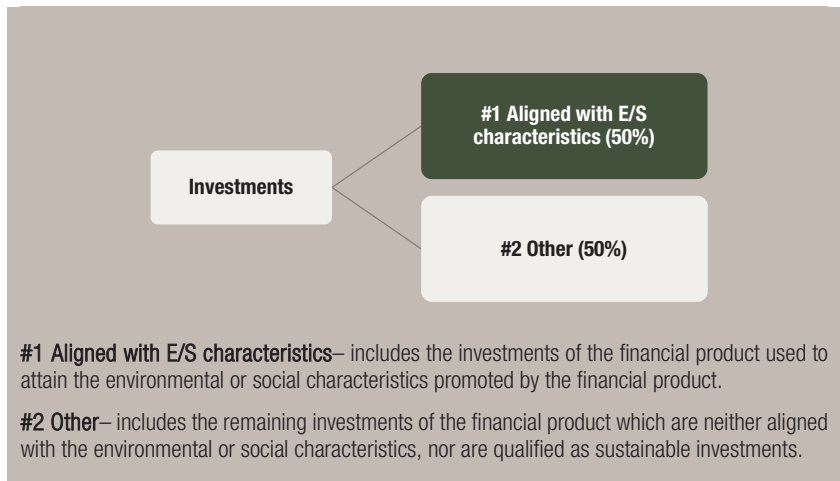 #1 Aligned with E/S
characteristics (50%)
Investments
#2 Other (50%)
#1 Aligned with E/S characteristics– includes the investments of the financial product used to
attain the environmental or social characteristics promoted by the financial product.
#2 Other– includes the remaining investments of the financial product which are neither aligned
with the environmental or social characteristics, nor are qualified as sustainable investments.